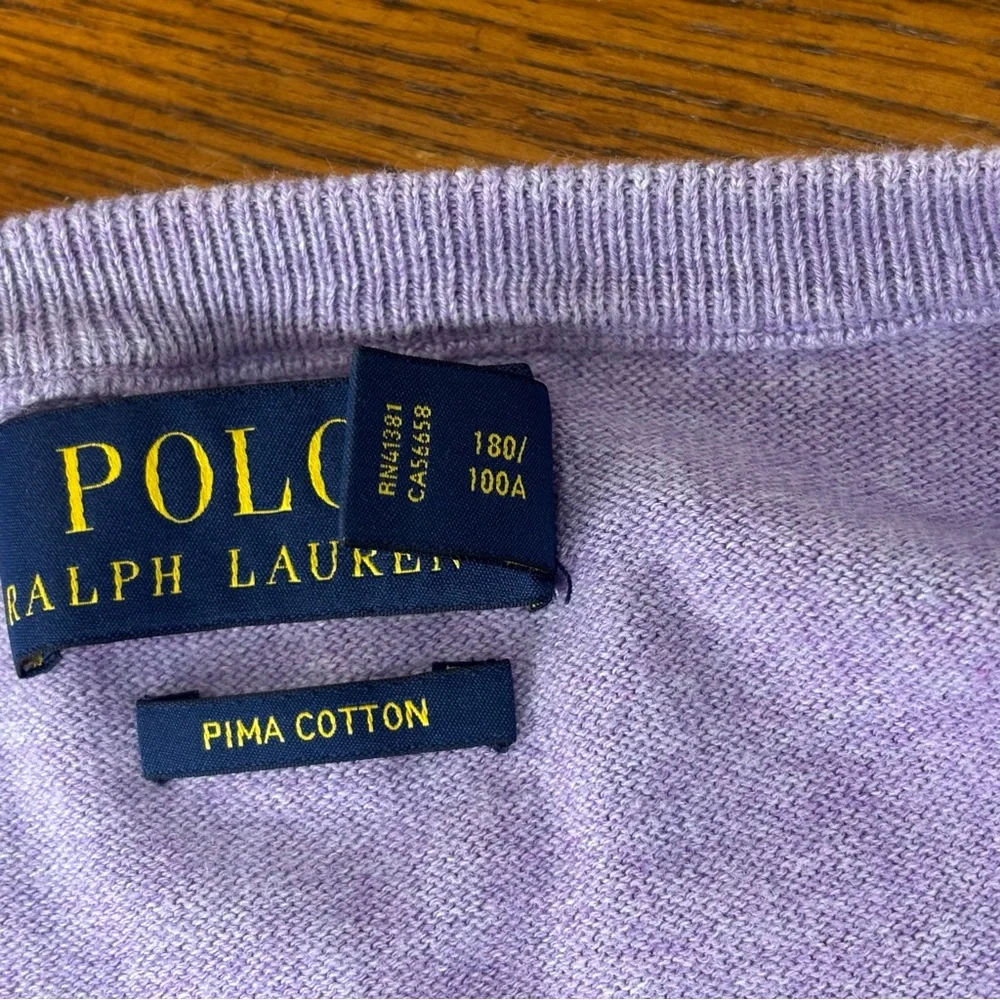 POLO
RALPH LAUREN
RN41381
CA56658
180/
100A
PIMA COTTON